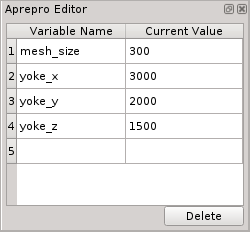 Aprepro Editor
Variable Name Current Value
1 mesh_size 300
2 yoke_x 3000
3 yoke_y 2000
4 yoke_z 1500
5
Delete